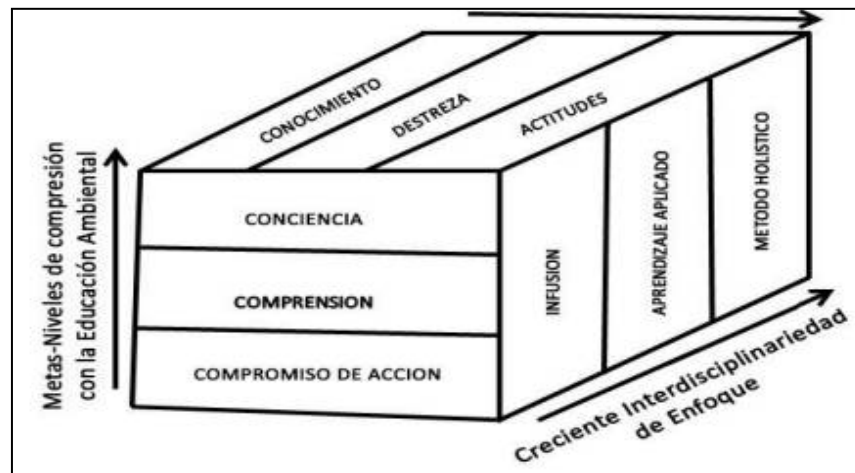 CONOCIMIENTO
DESTREZA
ACTITUDES
Metas-Niveles de compresión
con la Educación Ambiental
CONCIENCIA
COMPRENSION
COMPROMISO DE ACCION
INFUSION
APRENDIZAJE APLICADO
METODO HOLISTICO
Creciente Interdisciplinariedad
de Enfoque